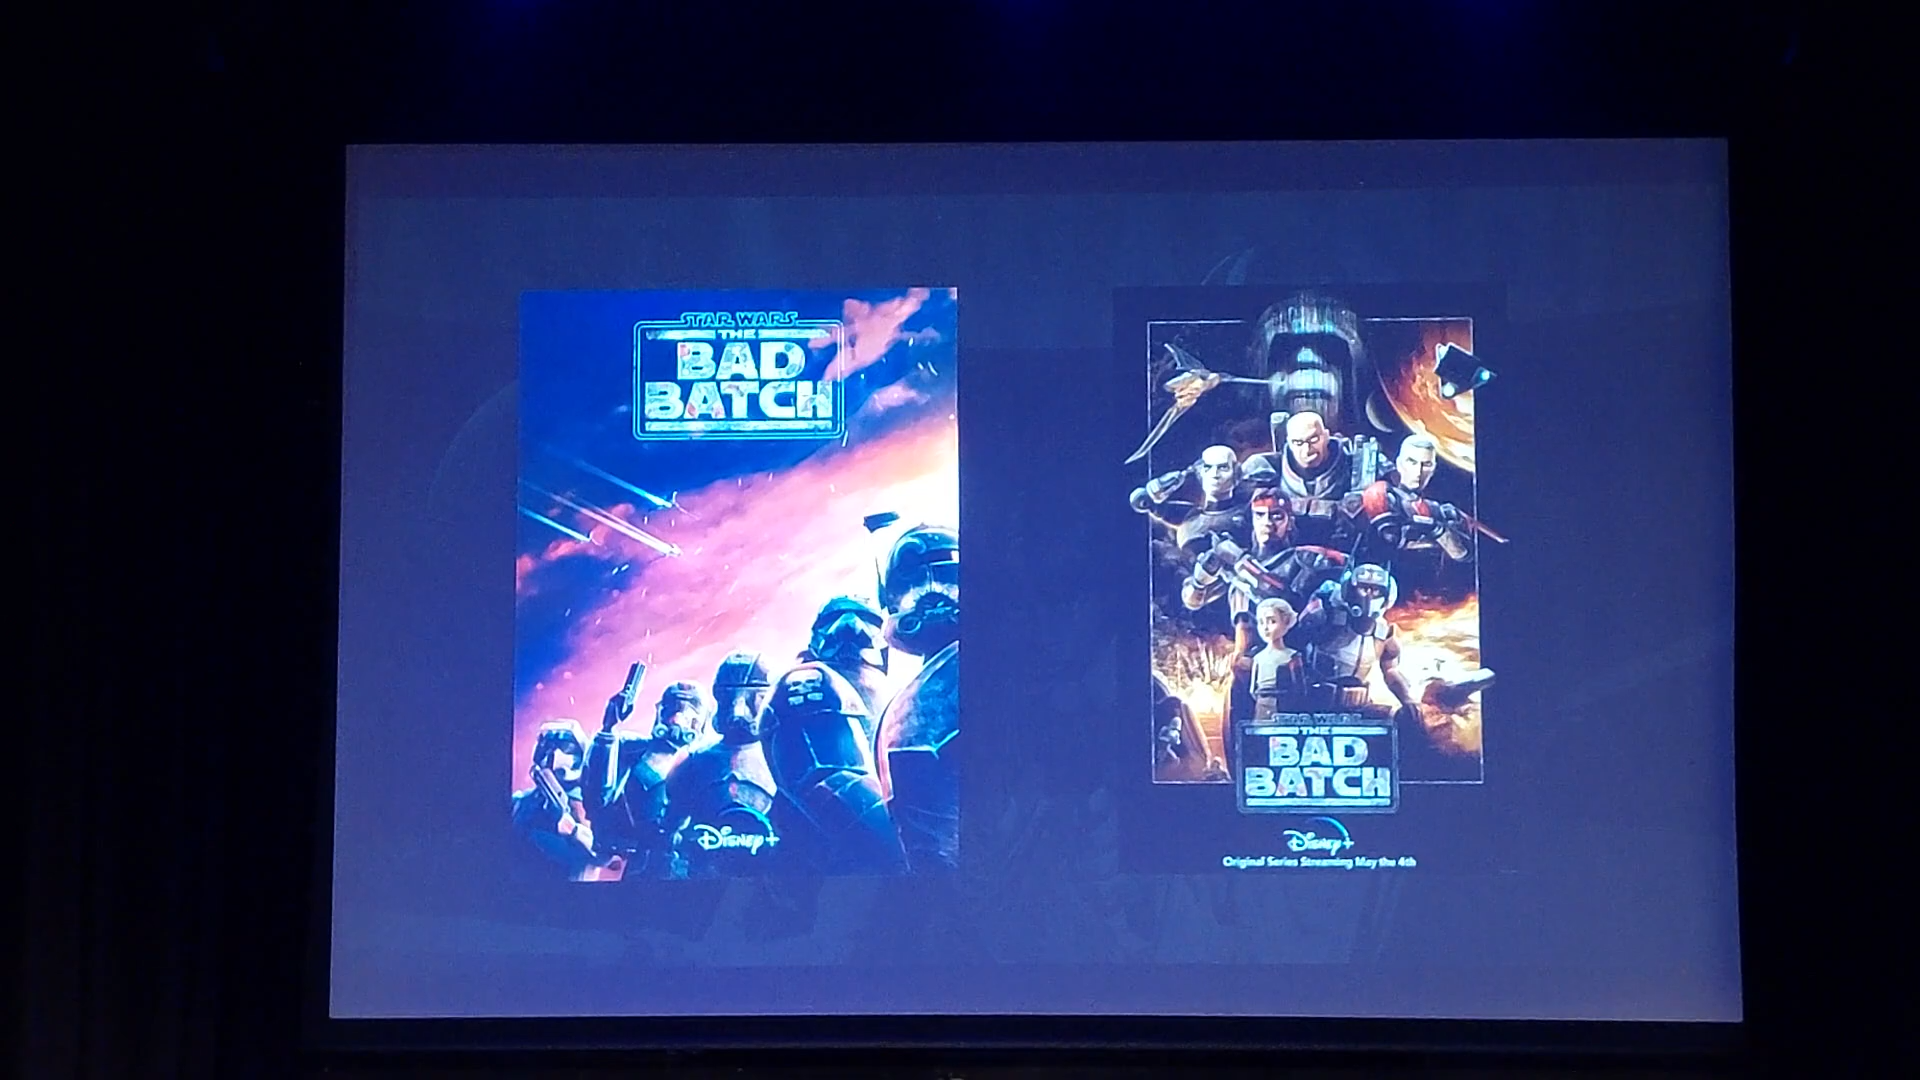 STAR WARS
THE
BAD
BATCH
Disney+
STAR WARS
THE
BAD
BATCH
Disney+
Original Series Streaming May the 4th